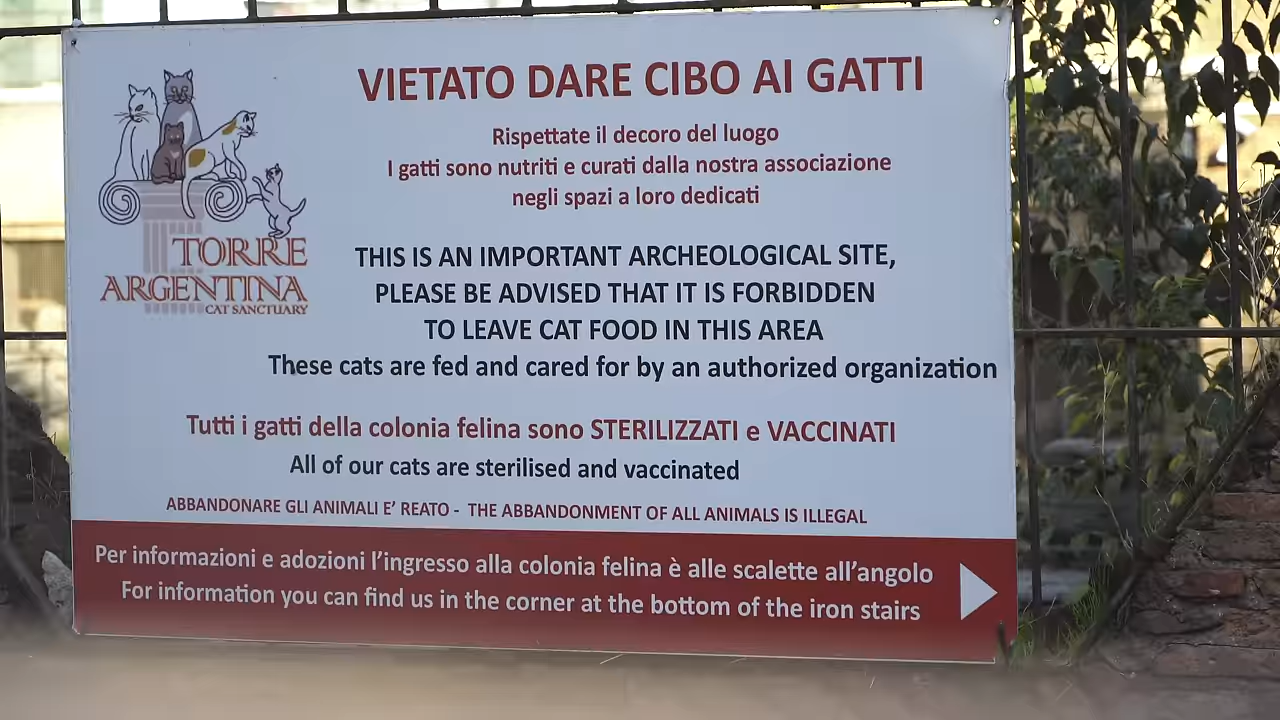 VIETATO DARE CIBO AI GATTI
Rispettate il decoro del luogo
I gatti sono nutriti e curati dalla nostra associazione
negli spazi a loro dedicati
TORRE
ARGENTINA
CAT SANCTUARY
THIS IS AN IMPORTANT ARCHEOLOGICAL SITE,
PLEASE BE ADVISED THAT IT IS FORBIDDEN
TO LEAVE CAT FOOD IN THIS AREA
These cats are fed and cared for by an authorized organization
Tutti i gatti della colonia felina sono STERILIZZATI e VACCINATI
All of our cats are sterilised and vaccinated
ABBANDONARE GLI ANIMALI E' REATO - THE ABBANDONMENT OF ALL ANIMALS IS ILLEGAL
Per informazioni e adozioni l'ingresso alla colonia felina è alle scalette all'angolo
For information you can find us in the corner at the bottom of the iron stairs